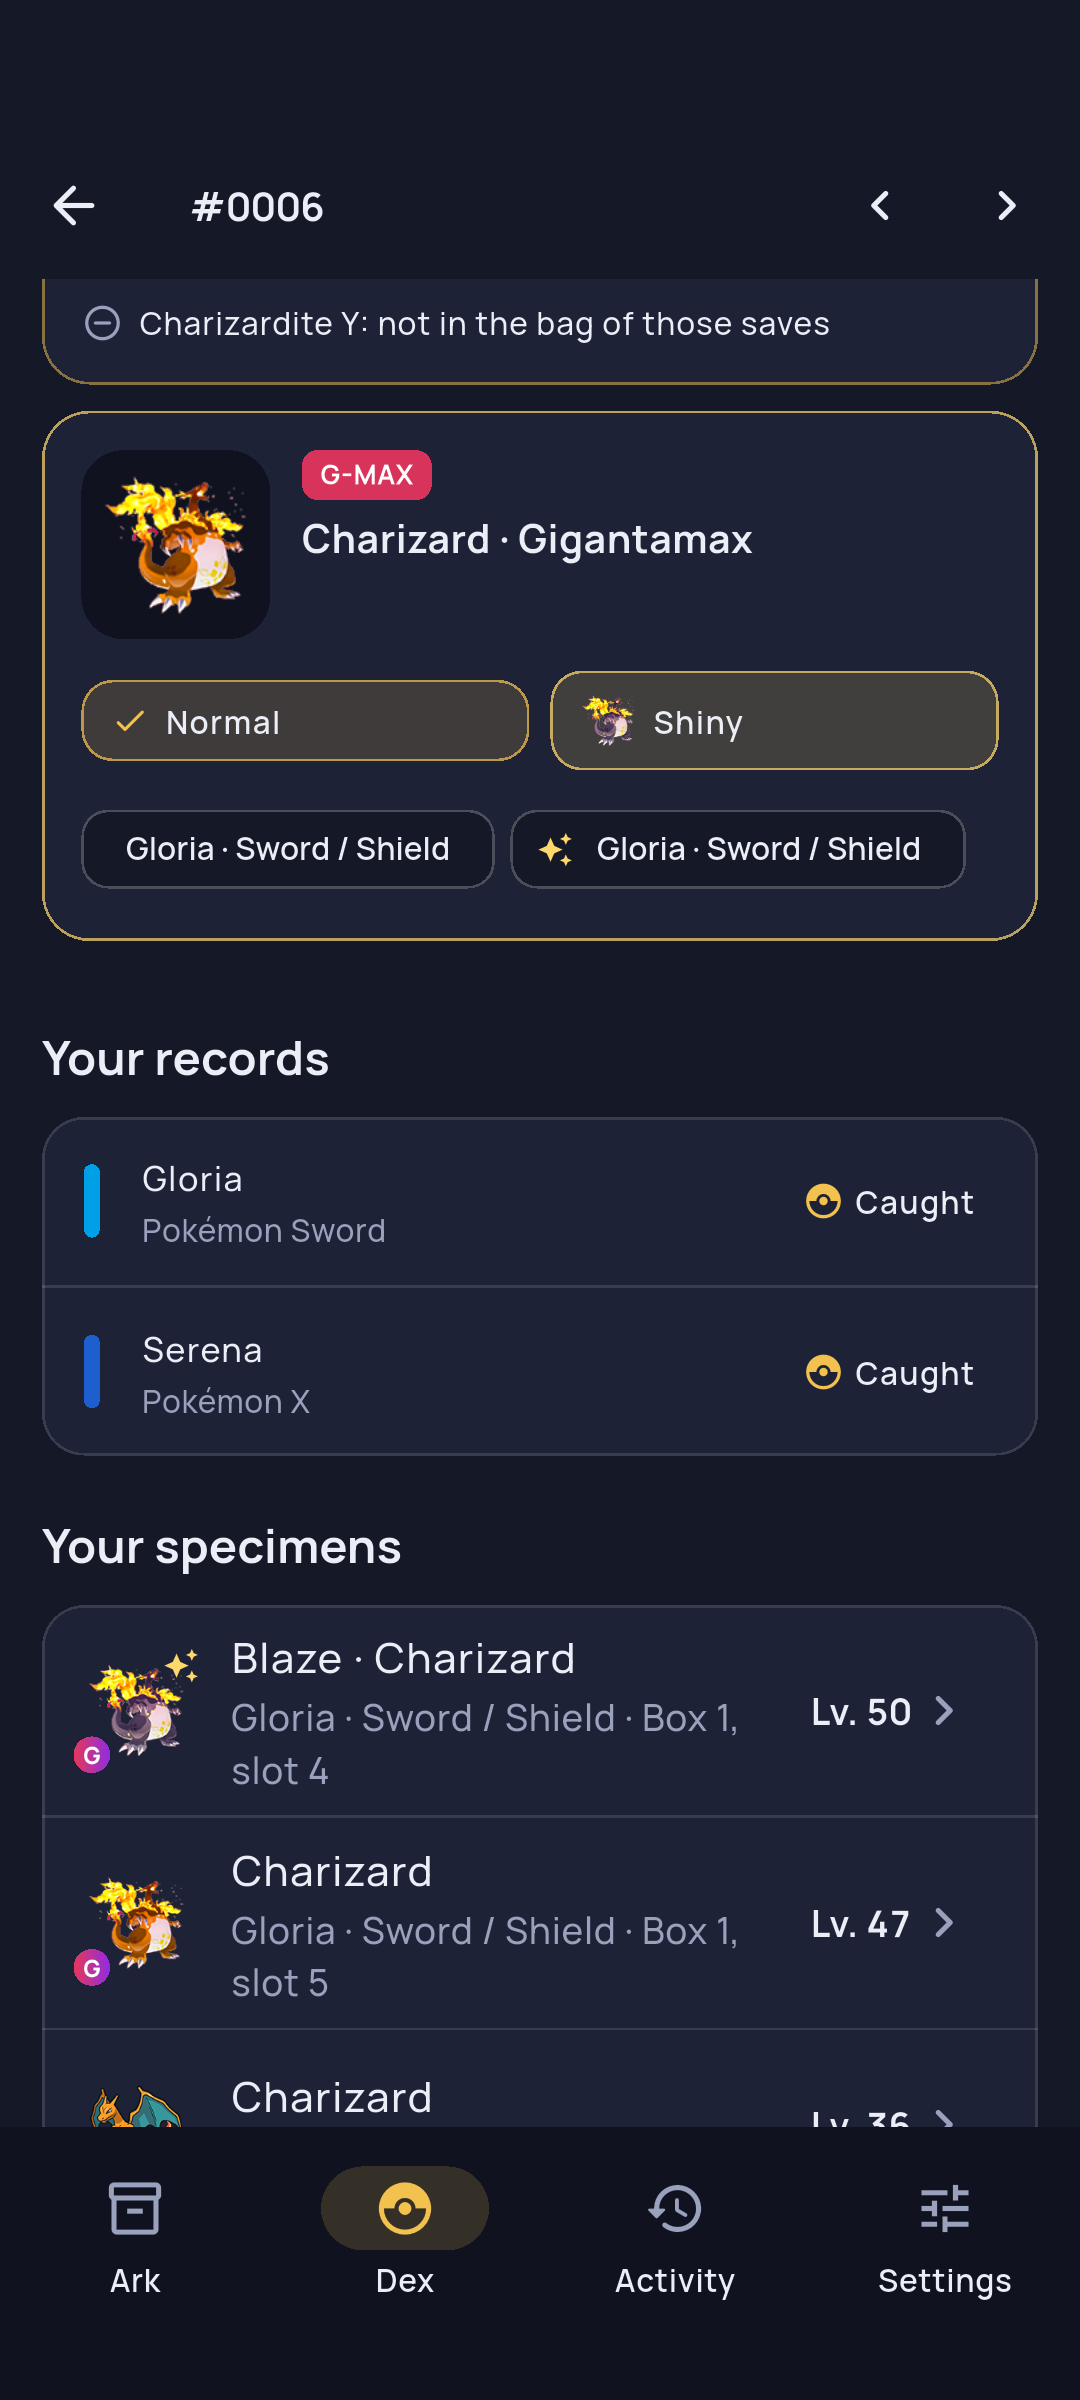 #0006
Charizardite Y: not in the bag of those saves
G-MAX
Charizard · Gigantamax
Normal
Shiny
Gloria · Sword / Shield
Gloria · Sword / Shield
Your records
Gloria
Pokémon Sword
Caught
Serena
Pokémon X
Caught
Your specimens
Blaze · Charizard
Gloria · Sword / Shield · Box 1,
slot 4
Lv. 50
G
Charizard
Gloria · Sword / Shield · Box 1,
slot 5
Lv. 47
G
Charizard
Lv. 36
Ark
Dex
Activity
Settings